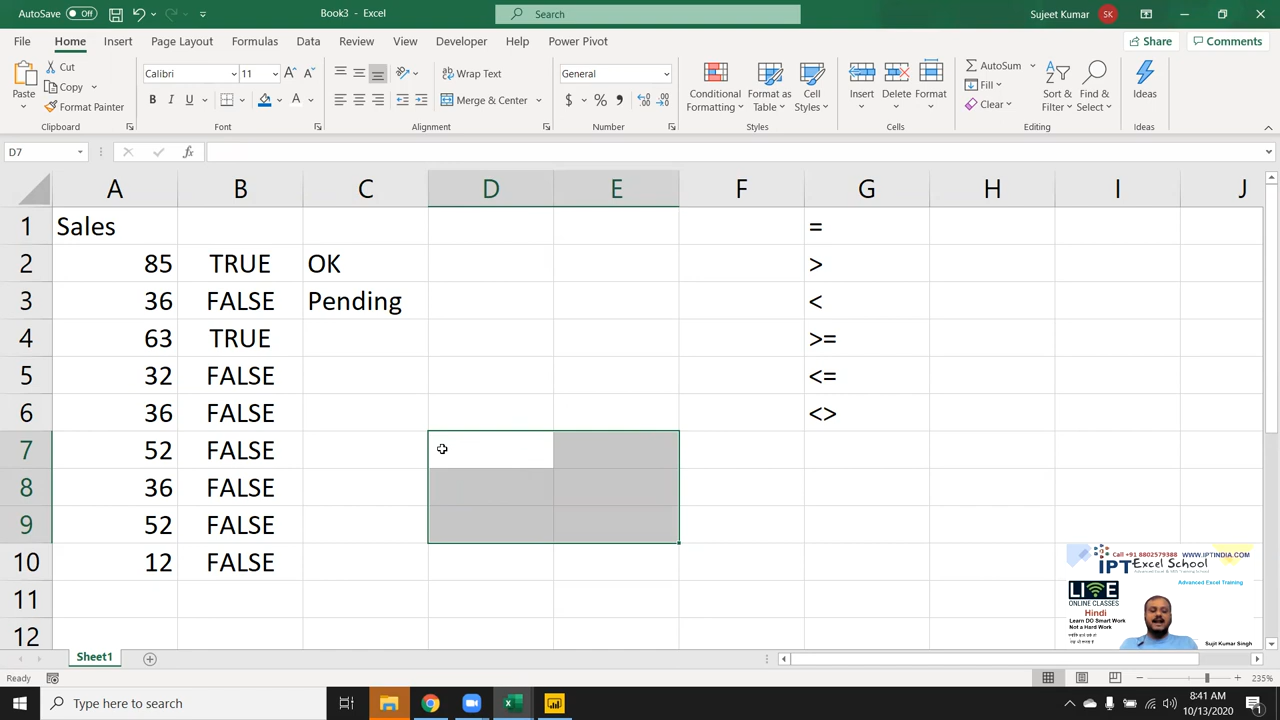 AutoSave Off Book3 - Excel Search Sujeet Kumar SK
File Home Insert Page Layout Formulas Data Review View Developer Help Power Pivot Share Comments
Paste Cut Copy Format Painter Clipboard
Calibri 11 A A B I U A Font
Wrap Text Merge & Center Alignment
General $ % , Number
Conditional Formatting Format as Table Cell Styles Styles
Insert Delete Format Cells
AutoSum Fill Clear Sort & Filter Find & Select Editing
Ideas Ideas
D7 fx
A B C D E F G H I J
1 Sales =
2 85 TRUE OK >
3 36 FALSE Pending <
4 63 TRUE >=
5 32 FALSE <=
6 36 FALSE <>
7 52 FALSE
8 36 FALSE
9 52 FALSE
10 12 FALSE
11
12
Call +91 8802579388 WWW.IPTINDIA.COM
IPT Excel School
Advanced Excel Training
LIVE
ONLINE CLASSES
Hindi
Learn DO Smart Work
Not a Hard Work
Sujit Kumar Singh
Sheet1
235%
Type here to search
8:41 AM
10/13/2020
1